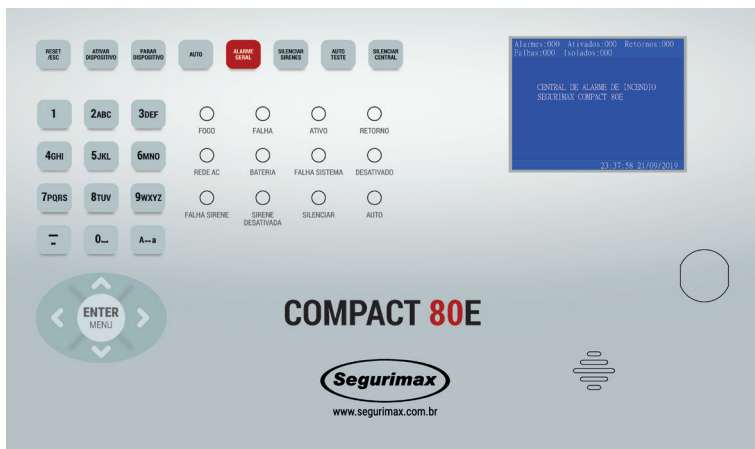 RESET
/ESC
ATIVAR
DISPOSITIVO
PARAR
DISPOSITIVO
AUTO
ALARME
GERAL
SILENCIAR
SIRENES
AUTO
TESTE
SILENCIAR
CENTRAL
Alarmes:000 Ativados:000 Retornos:000
Falhas:000 Isolados:000
CENTRAL DE ALARME DE INCENDIO
SEGURIMAX COMPACT 80E
23:37:58 21/09/2019
1 2ABC 3DEF
4GHI 5JKL 6MNO
7PQRS 8TUV 9WXYZ
0
A--a
FOGO FALHA ATIVO RETORNO
REDE AC BATERIA FALHA SISTEMA DESATIVADO
FALHA SIRENE SIRENE DESATIVADA SILENCIAR AUTO
ENTER
MENU
COMPACT 80E
Segurimax
www.segurimax.com.br